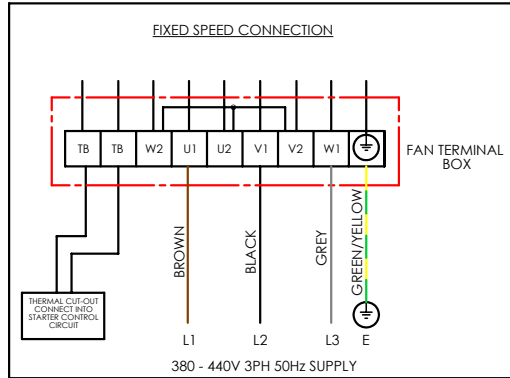 FIXED SPEED CONNECTION
TB TB W2 U1 U2 V1 V2 W1
FAN TERMINAL
BOX
BROWN
BLACK
GREY
GREEN/YELLOW
THERMAL CUT-OUT
CONNECT INTO
STARTER CONTROL
CIRCUIT
L1 L2 L3 E
380 - 440V 3PH 50Hz SUPPLY